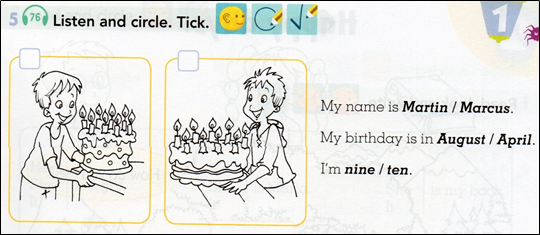 5 76 Listen and circle. Tick.
1
My name is Martin / Marcus.
My birthday is in August / April.
I'm nine / ten.